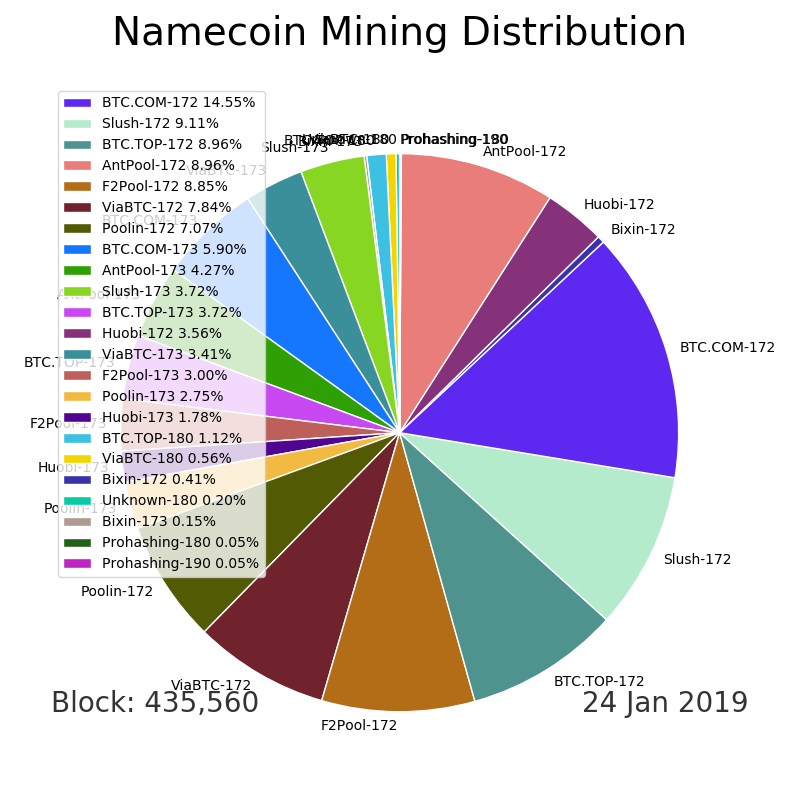 Namecoin Mining Distribution
BTC.COM-172 14.55%
Slush-172 9.11%
BTC.TOP-172 8.96%
AntPool-172 8.96%
F2Pool-172 8.85%
ViaBTC-172 7.84%
Poolin-172 7.07%
BTC.COM-173 5.90%
AntPool-173 4.27%
Slush-173 3.72%
BTC.TOP-173 3.72%
Huobi-172 3.56%
ViaBTC-173 3.41%
F2Pool-173 3.00%
Poolin-173 2.75%
Huobi-173 1.78%
BTC.TOP-180 1.12%
ViaBTC-180 0.56%
Bixin-172 0.41%
Unknown-180 0.20%
Bixin-173 0.15%
Prohashing-180 0.05%
Prohashing-190 0.05%
AntPool-172
Huobi-172
Bixin-172
BTC.COM-172
Slush-172
BTC.TOP-172
F2Pool-172
ViaBTC-172
Poolin-172
Poolin-173
Huobi-173
F2Pool-173
BTC.TOP-173
AntPool-173
BTC.COM-173
ViaBTC-173
Slush-173
Block: 435,560
24 Jan 2019